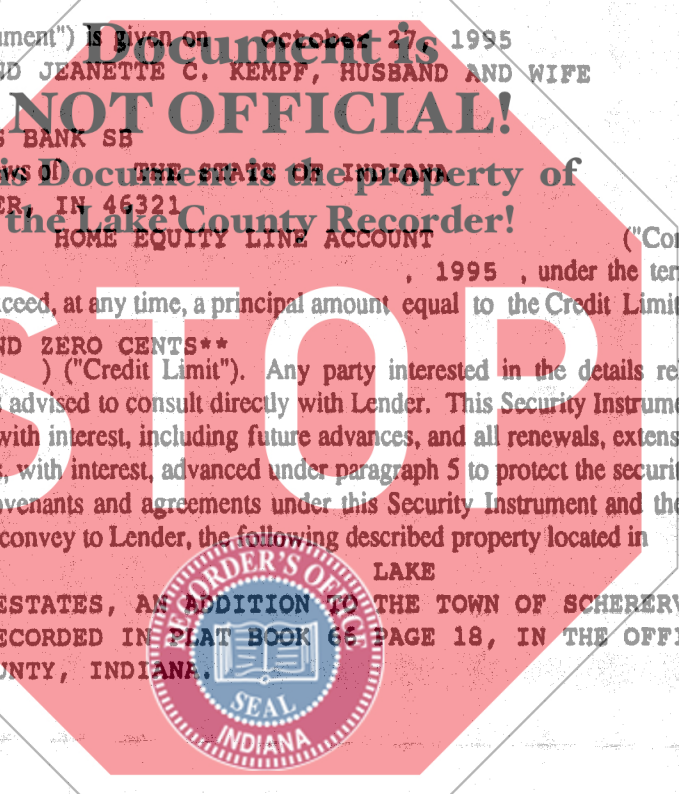 ument") is given on October 27, 1995
Document is
ND JEANETTE C. KEMPF, HUSBAND AND WIFE
NOT OFFICIAL!
S BANK SB
ws of THE STATE OF INDIANA
is Document is the property of
ER, IN 46321
the Lake County Recorder!
HOME EQUITY LINE ACCOUNT ("Con
, 1995 , under the ter
xceed, at any time, a principal amount equal to the Credit Limit
ND ZERO CENTS**
) ("Credit Limit"). Any party interested in the details re
s advised to consult directly with Lender. This Security Instrume
with interest, including future advances, and all renewals, extens
STOP
s, with interest, advanced under paragraph 5 to protect the securit
ovenants and agreements under this Security Instrument and the
convey to Lender, the following described property located in
LAKE
ESTATES, AN ADDITION TO THE TOWN OF SCHERERV
ECORDED IN PLAT BOOK 66 PAGE 18, IN THE OFFI
UNTY, INDIANA.
RECORDER'S OFFICE
SEAL
INDIANA